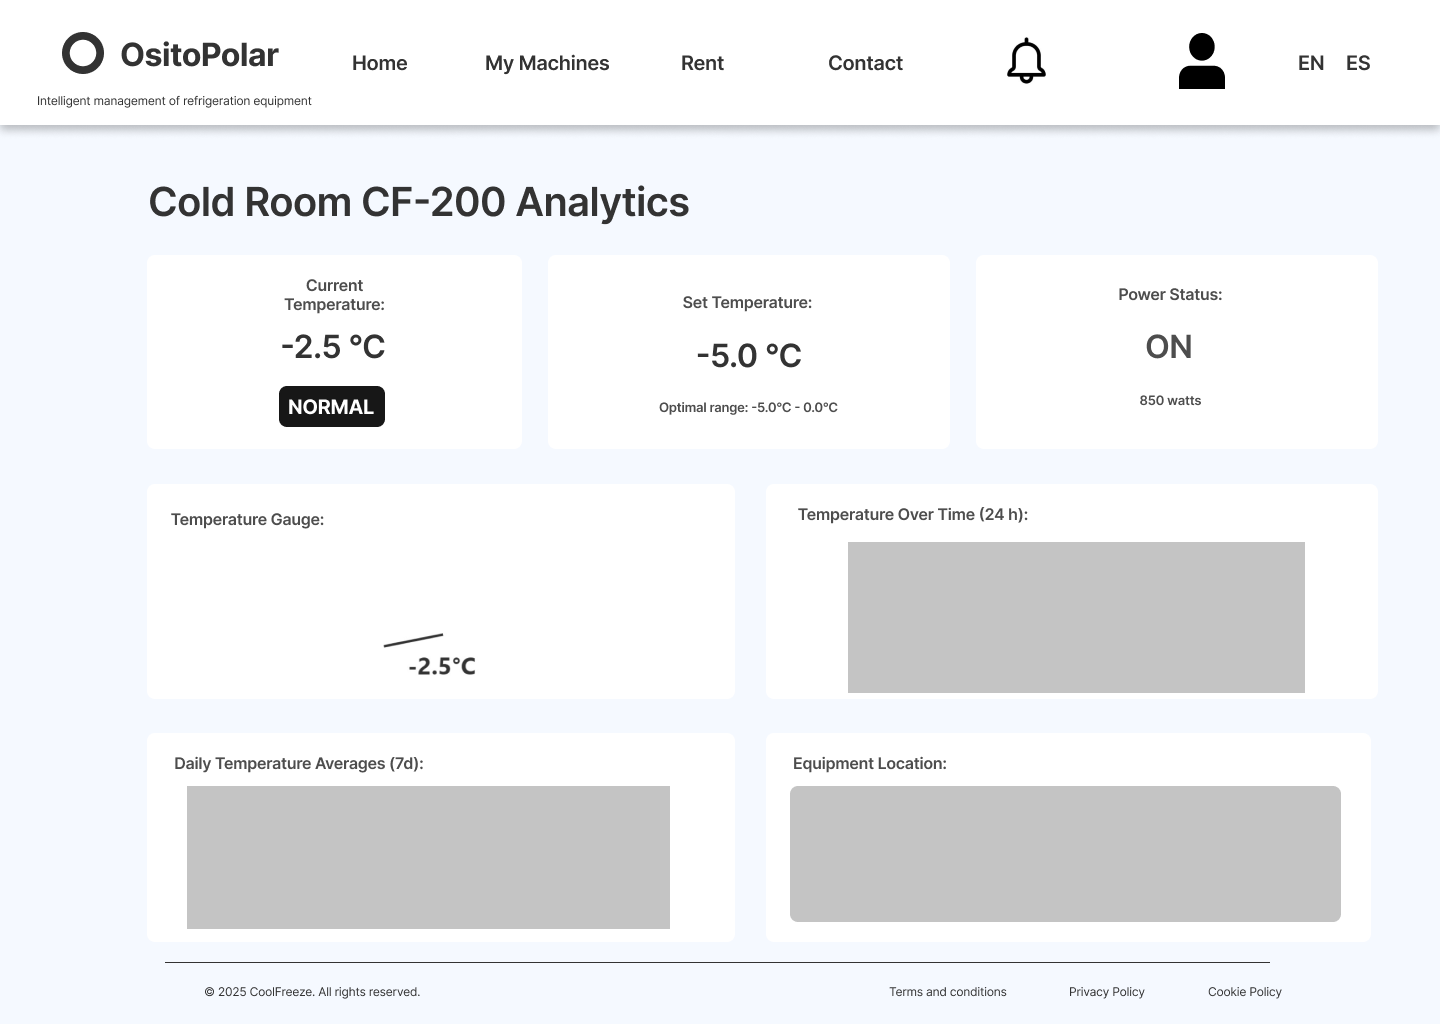 OsitoPolar
Home
My Machines
Rent
Contact
EN
ES
Intelligent management of refrigeration equipment
Cold Room CF-200 Analytics
Current
Temperature:
-2.5 °C
NORMAL
Set Temperature:
-5.0 °C
Optimal range: -5.0°C - 0.0°C
Power Status:
ON
850 watts
Temperature Gauge:
-2.5°C
Temperature Over Time (24 h):
Daily Temperature Averages (7d):
Equipment Location:
© 2025 CoolFreeze. All rights reserved.
Terms and conditions
Privacy Policy
Cookie Policy